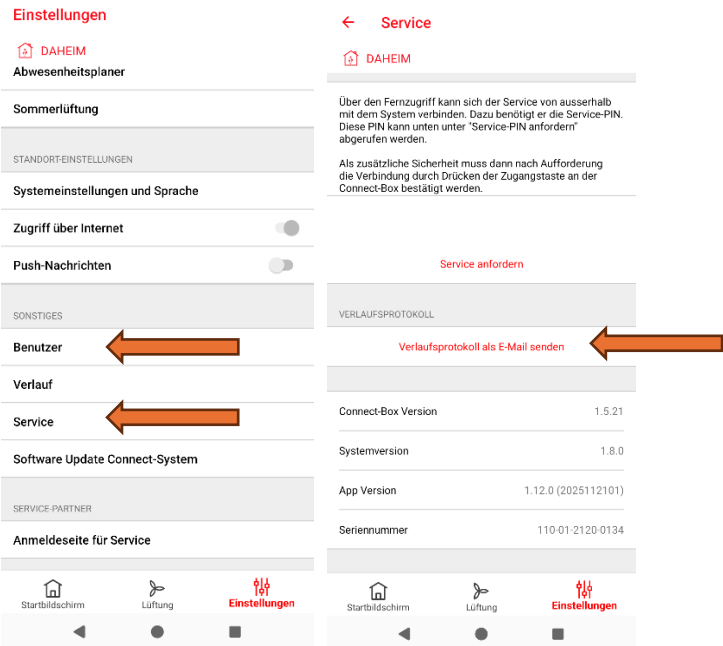 Einstellungen
DAHEIM
Abwesenheitsplaner
Sommerlüftung
STANDORT-EINSTELLUNGEN
Systemeinstellungen und Sprache
Zugriff über Internet
Push-Nachrichten
SONSTIGES
Benutzer
Verlauf
Service
Software Update Connect-System
SERVICE-PARTNER
Anmeldeseite für Service
Startbildschirm
Lüftung
Einstellungen
Service
DAHEIM
Über den Fernzugriff kann sich der Service von ausserhalb
mit dem System verbinden. Dazu benötigt er die Service-PIN.
Diese PIN kann unten unter "Service-PIN anfordern"
abgerufen werden.
Als zusätzliche Sicherheit muss dann nach Aufforderung
die Verbindung durch Drücken der Zugangstaste an der
Connect-Box bestätigt werden.
Service anfordern
VERLAUFSPROTOKOLL
Verlaufsprotokoll als E-Mail senden
Connect-Box Version 1.5.21
Systemversion 1.8.0
App Version 1.12.0 (2025112101)
Seriennummer 110-01-2120-0134
Startbildschirm
Lüftung
Einstellungen